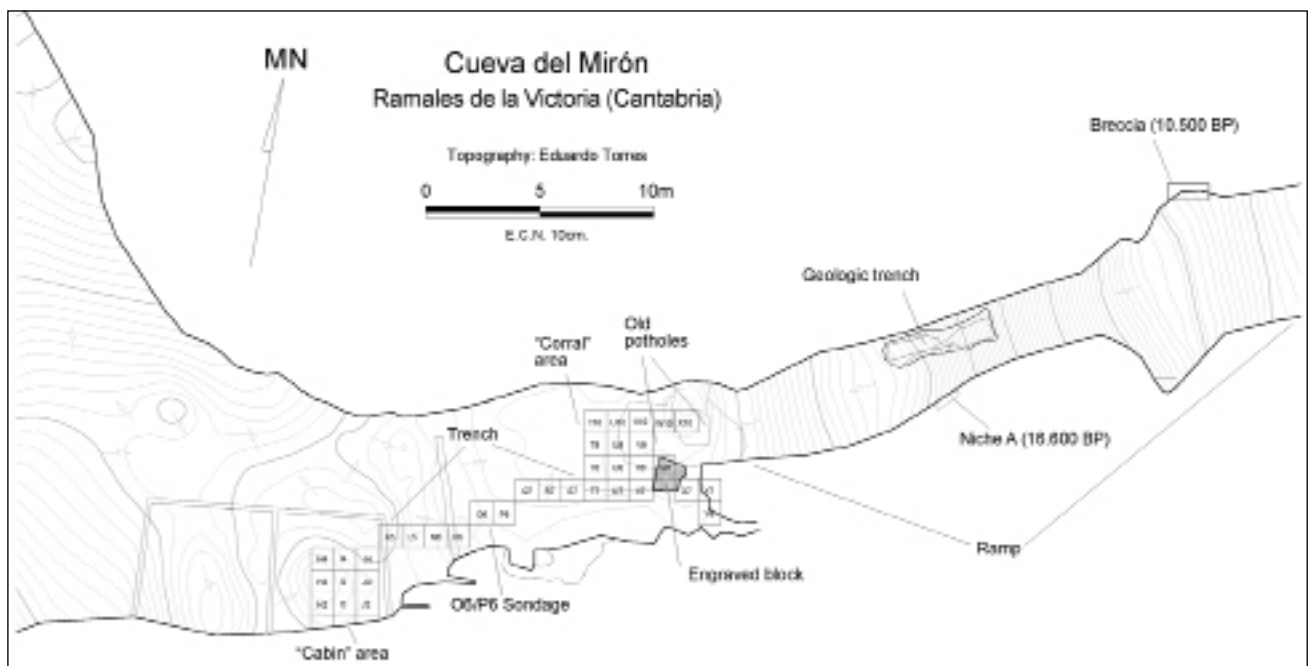 MN
Cueva del Mirón
Ramales de la Victoria (Cantabria)
Topography: Eduardo Torres
0 5 10m
E.C.N. 10cm.
Breccia (10.500 BP)
Geologic trench
Old
potholes
"Corral"
area
Trench
Niche A (16.600 BP)
Ramp
Engraved block
O6/P6 Sondage
"Cabin" area